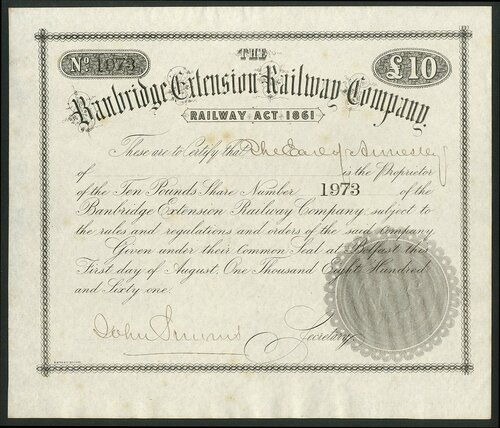 THE
No. 1973
£10
Banbridge Extension Railway Company.
RAILWAY ACT 1861
These are to Certify that The Earl of Annesley
of is the Proprietor
of the Ten Pounds Share Number 1973 of the
Banbridge Extension Railway Company, subject to
the rules and regulations and orders of the said Company
Given under their Common Seal at Belfast this
First day of August, One Thousand Eight Hundred
and Sixty one.
John
Secretary.